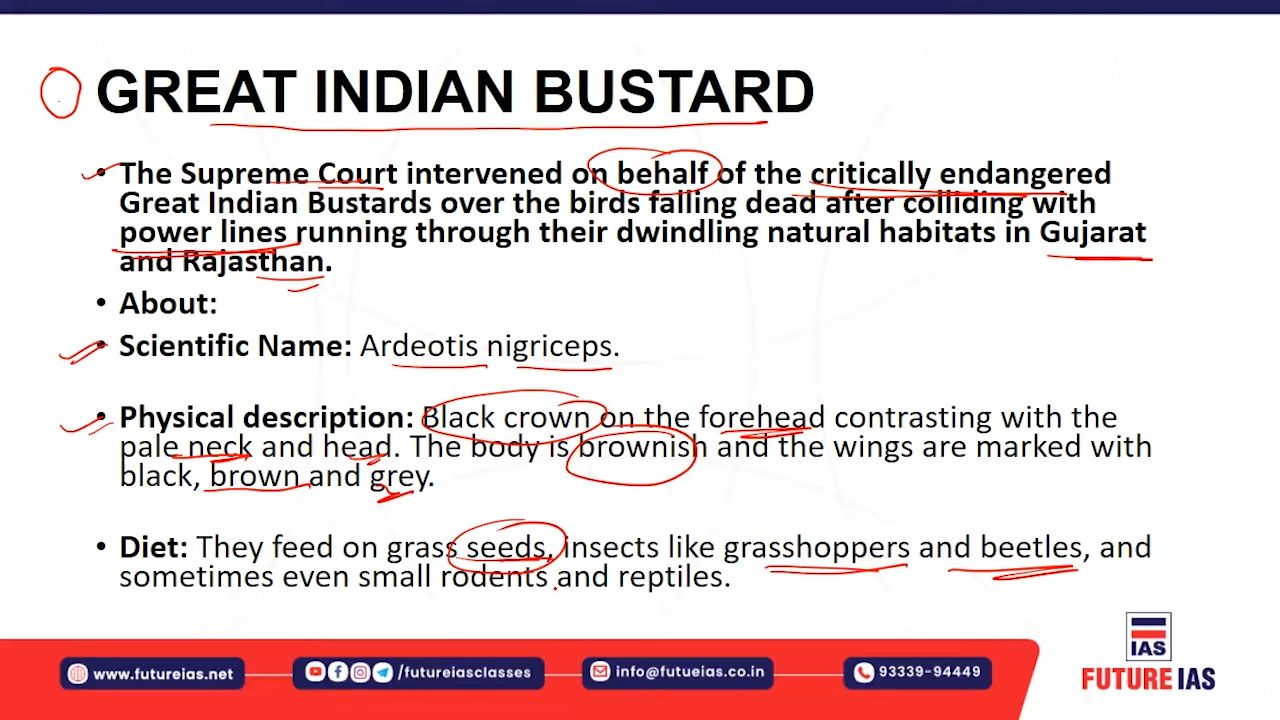 GREAT INDIAN BUSTARD
• The Supreme Court intervened on behalf of the critically endangered
Great Indian Bustards over the birds falling dead after colliding with
power lines running through their dwindling natural habitats in Gujarat
and Rajasthan.
• About:
• Scientific Name: Ardeotis nigriceps.
• Physical description: Black crown on the forehead contrasting with the
pale neck and head. The body is brownish and the wings are marked with
black, brown and grey.
• Diet: They feed on grass seeds, insects like grasshoppers and beetles, and
sometimes even small rodents and reptiles.
www.futureias.net
/futureiasclasses
info@futueias.co.in
93339-94449
IAS
FUTURE IAS